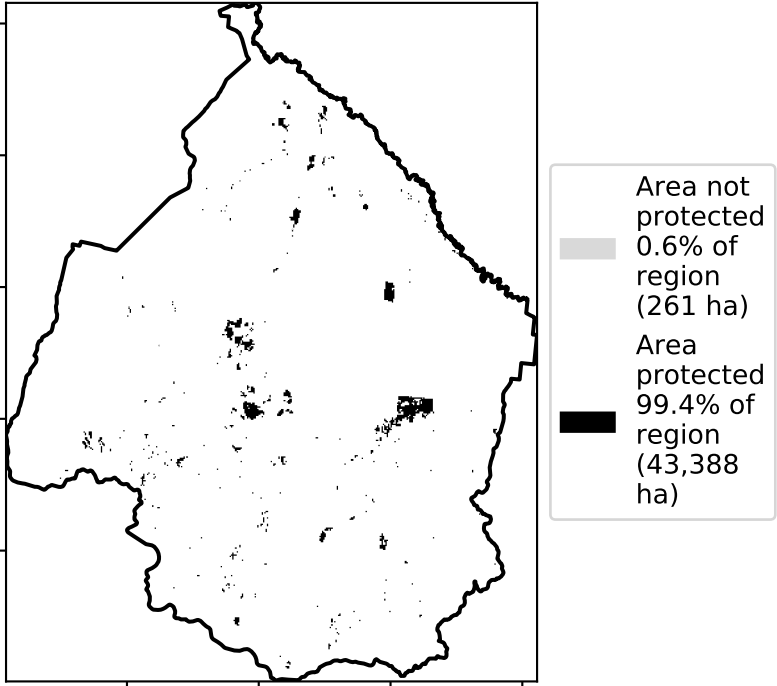 Area not
protected
0.6% of
region
(261 ha)
Area
protected
99.4% of
region
(43,388
ha)